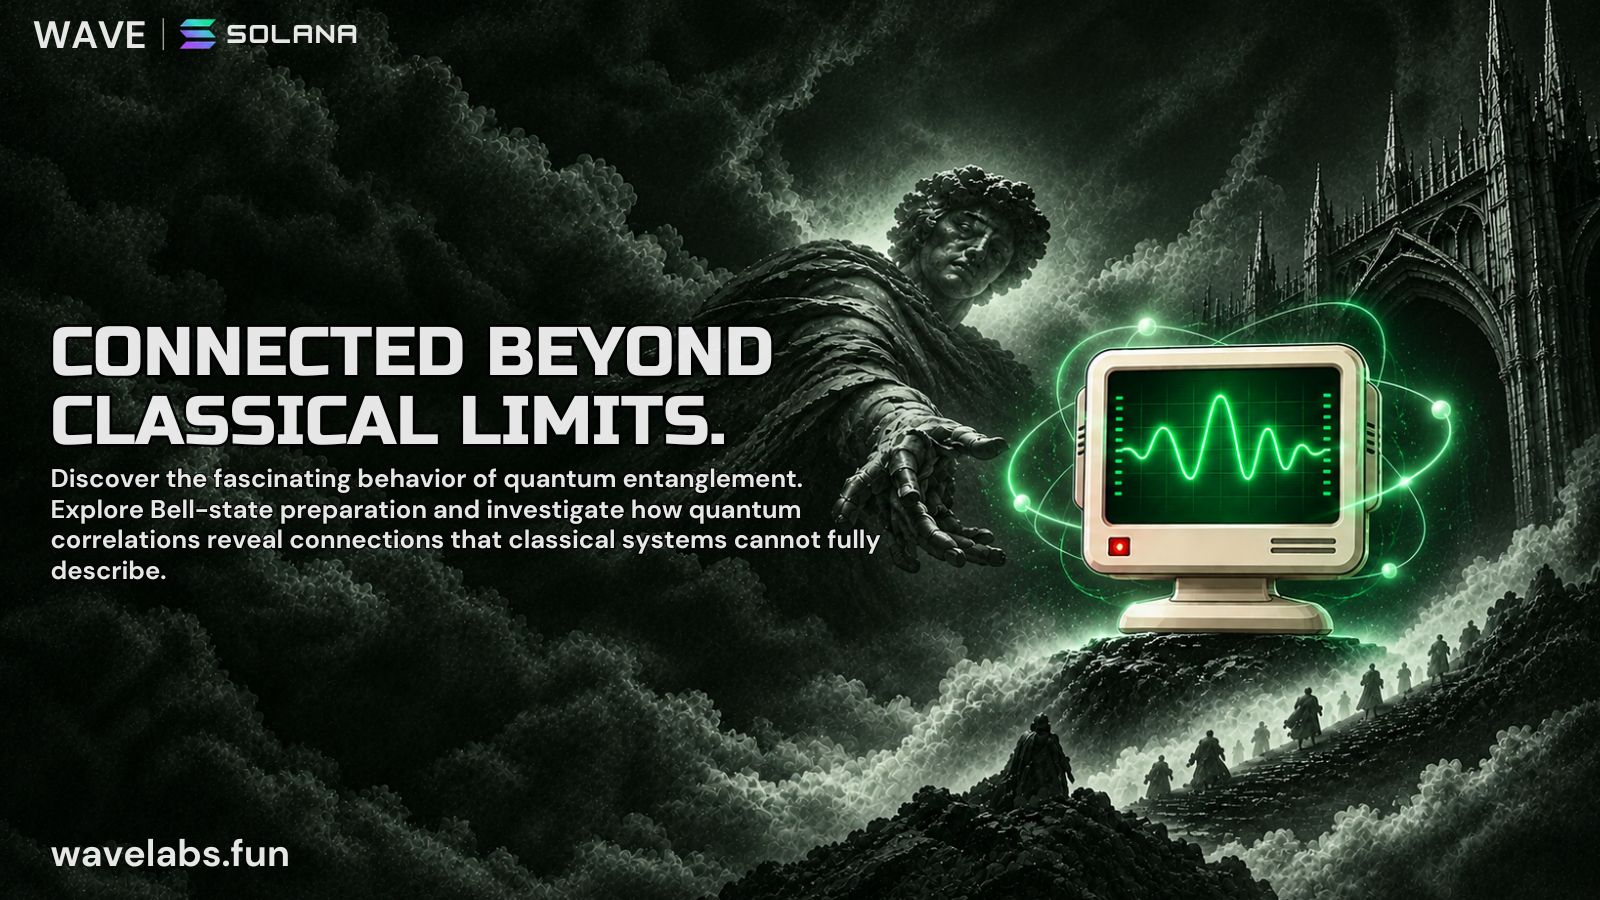 WAVE | SOLANA
CONNECTED BEYOND
CLASSICAL LIMITS.
Discover the fascinating behavior of quantum entanglement.
Explore Bell-state preparation and investigate how quantum
correlations reveal connections that classical systems cannot fully
describe.
wavelabs.fun